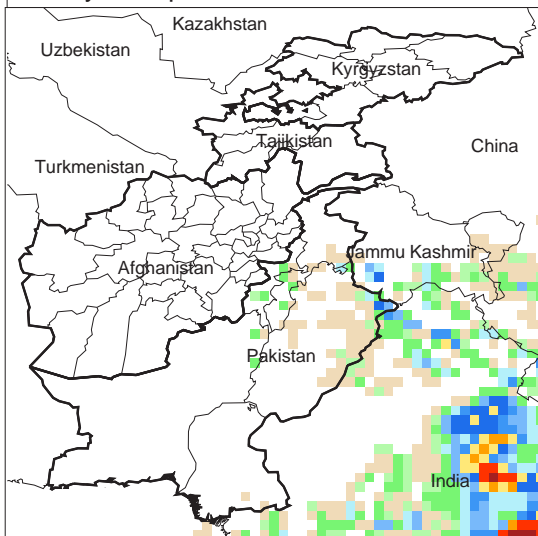 Kazakhstan
Uzbekistan
Kyrgyzstan
Tajikistan
China
Turkmenistan
Jammu Kashmir
Afghanistan
Pakistan
India